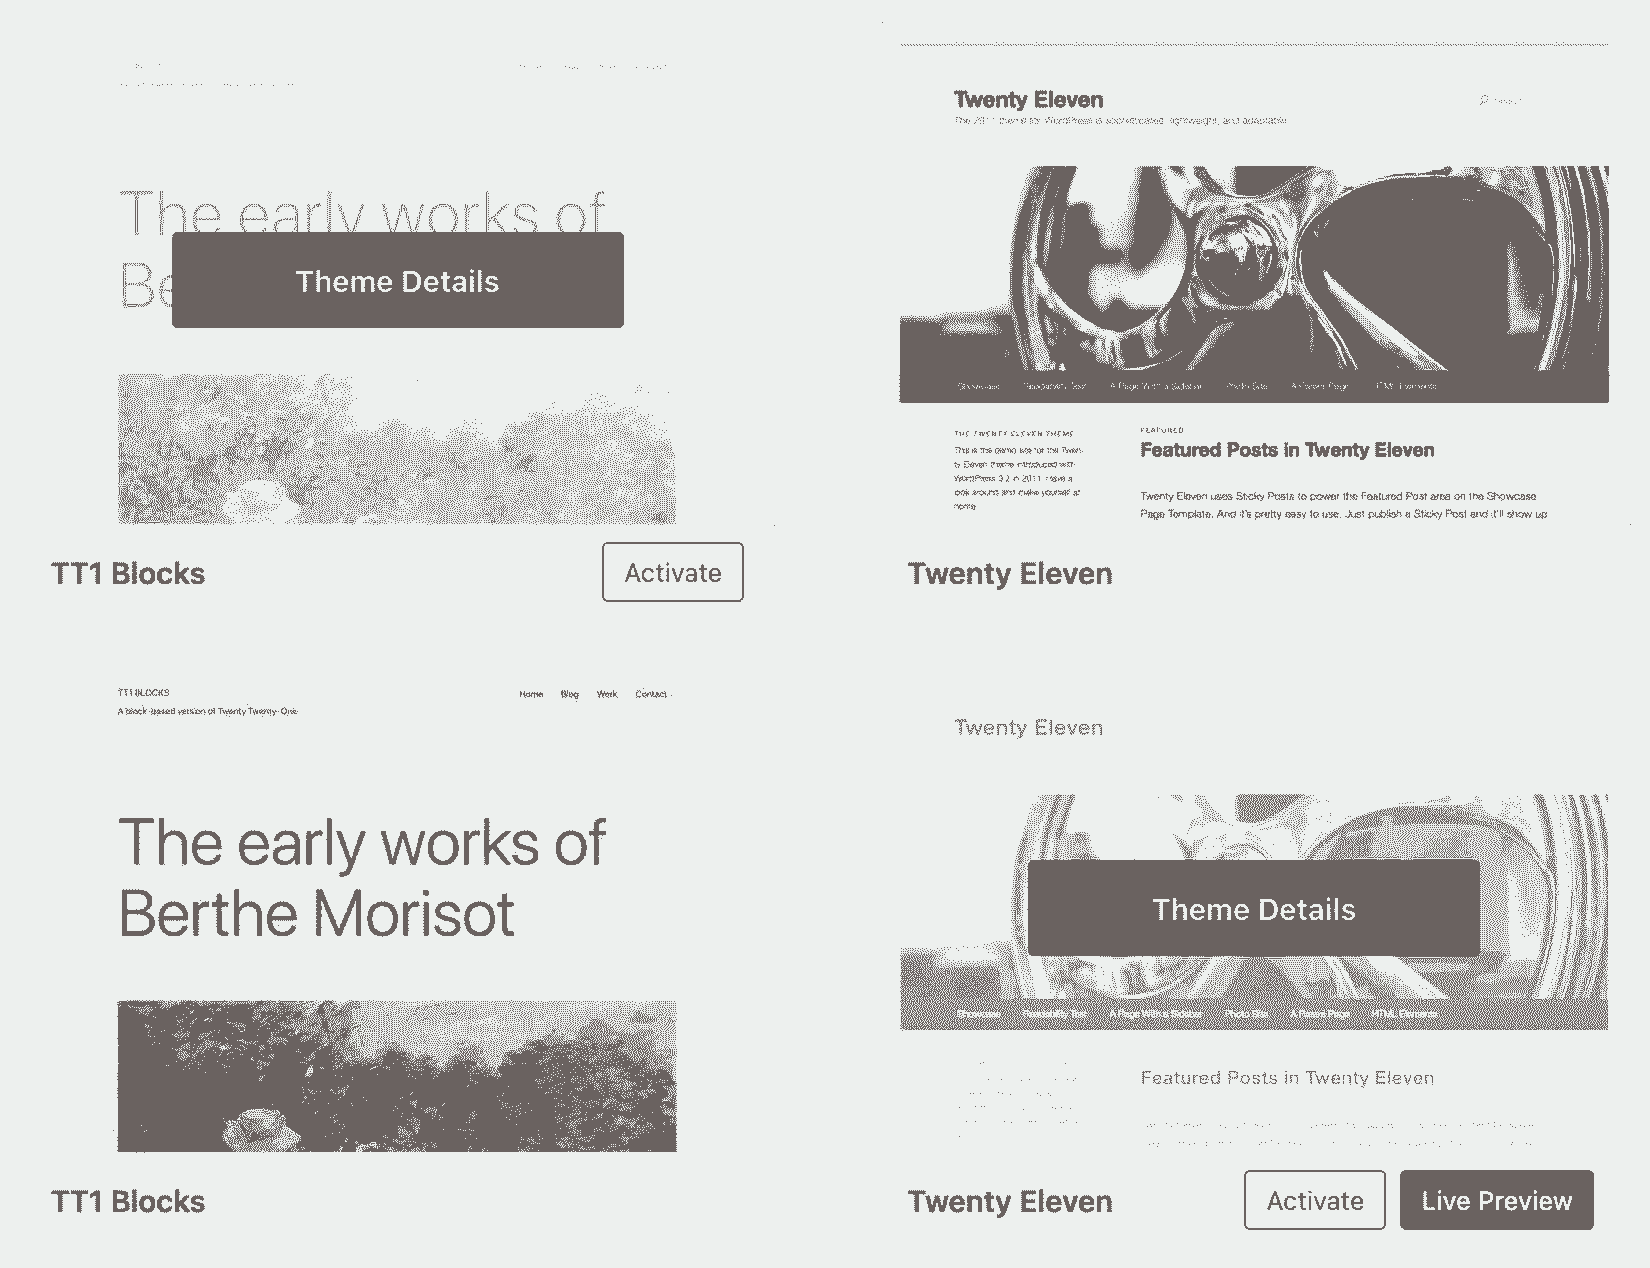 The early works of
Be
Theme Details
TT1 Blocks
Activate
Twenty Eleven
The 2011 theme for WordPress is sophisticated, lightweight, and adaptable.
Showcase Readability Test A Page With a Sidebar Photo Site A Parent Page HTML Elements
THE TWENTY ELEVEN THEME
This is the demo site for the Twen-
ty Eleven theme introduced with
WordPress 3.2 in 2011. Have a
look around and make yourself at
home.
FEATURED
Featured Posts in Twenty Eleven
Twenty Eleven uses Sticky Posts to power the Featured Post area on the Showcase
Page Template. And it's pretty easy to use. Just publish a Sticky Post and it'll show up
Twenty Eleven
TT1 BLOCKS
A block-based version of Twenty Twenty-One
Home Blog Work Contact
The early works of
Berthe Morisot
TT1 Blocks
Twenty Eleven
Theme Details
Showcase Readability Test A Page With a Sidebar Photo Site A Parent Page HTML Elements
Featured Posts in Twenty Eleven
Twenty Eleven
Activate
Live Preview